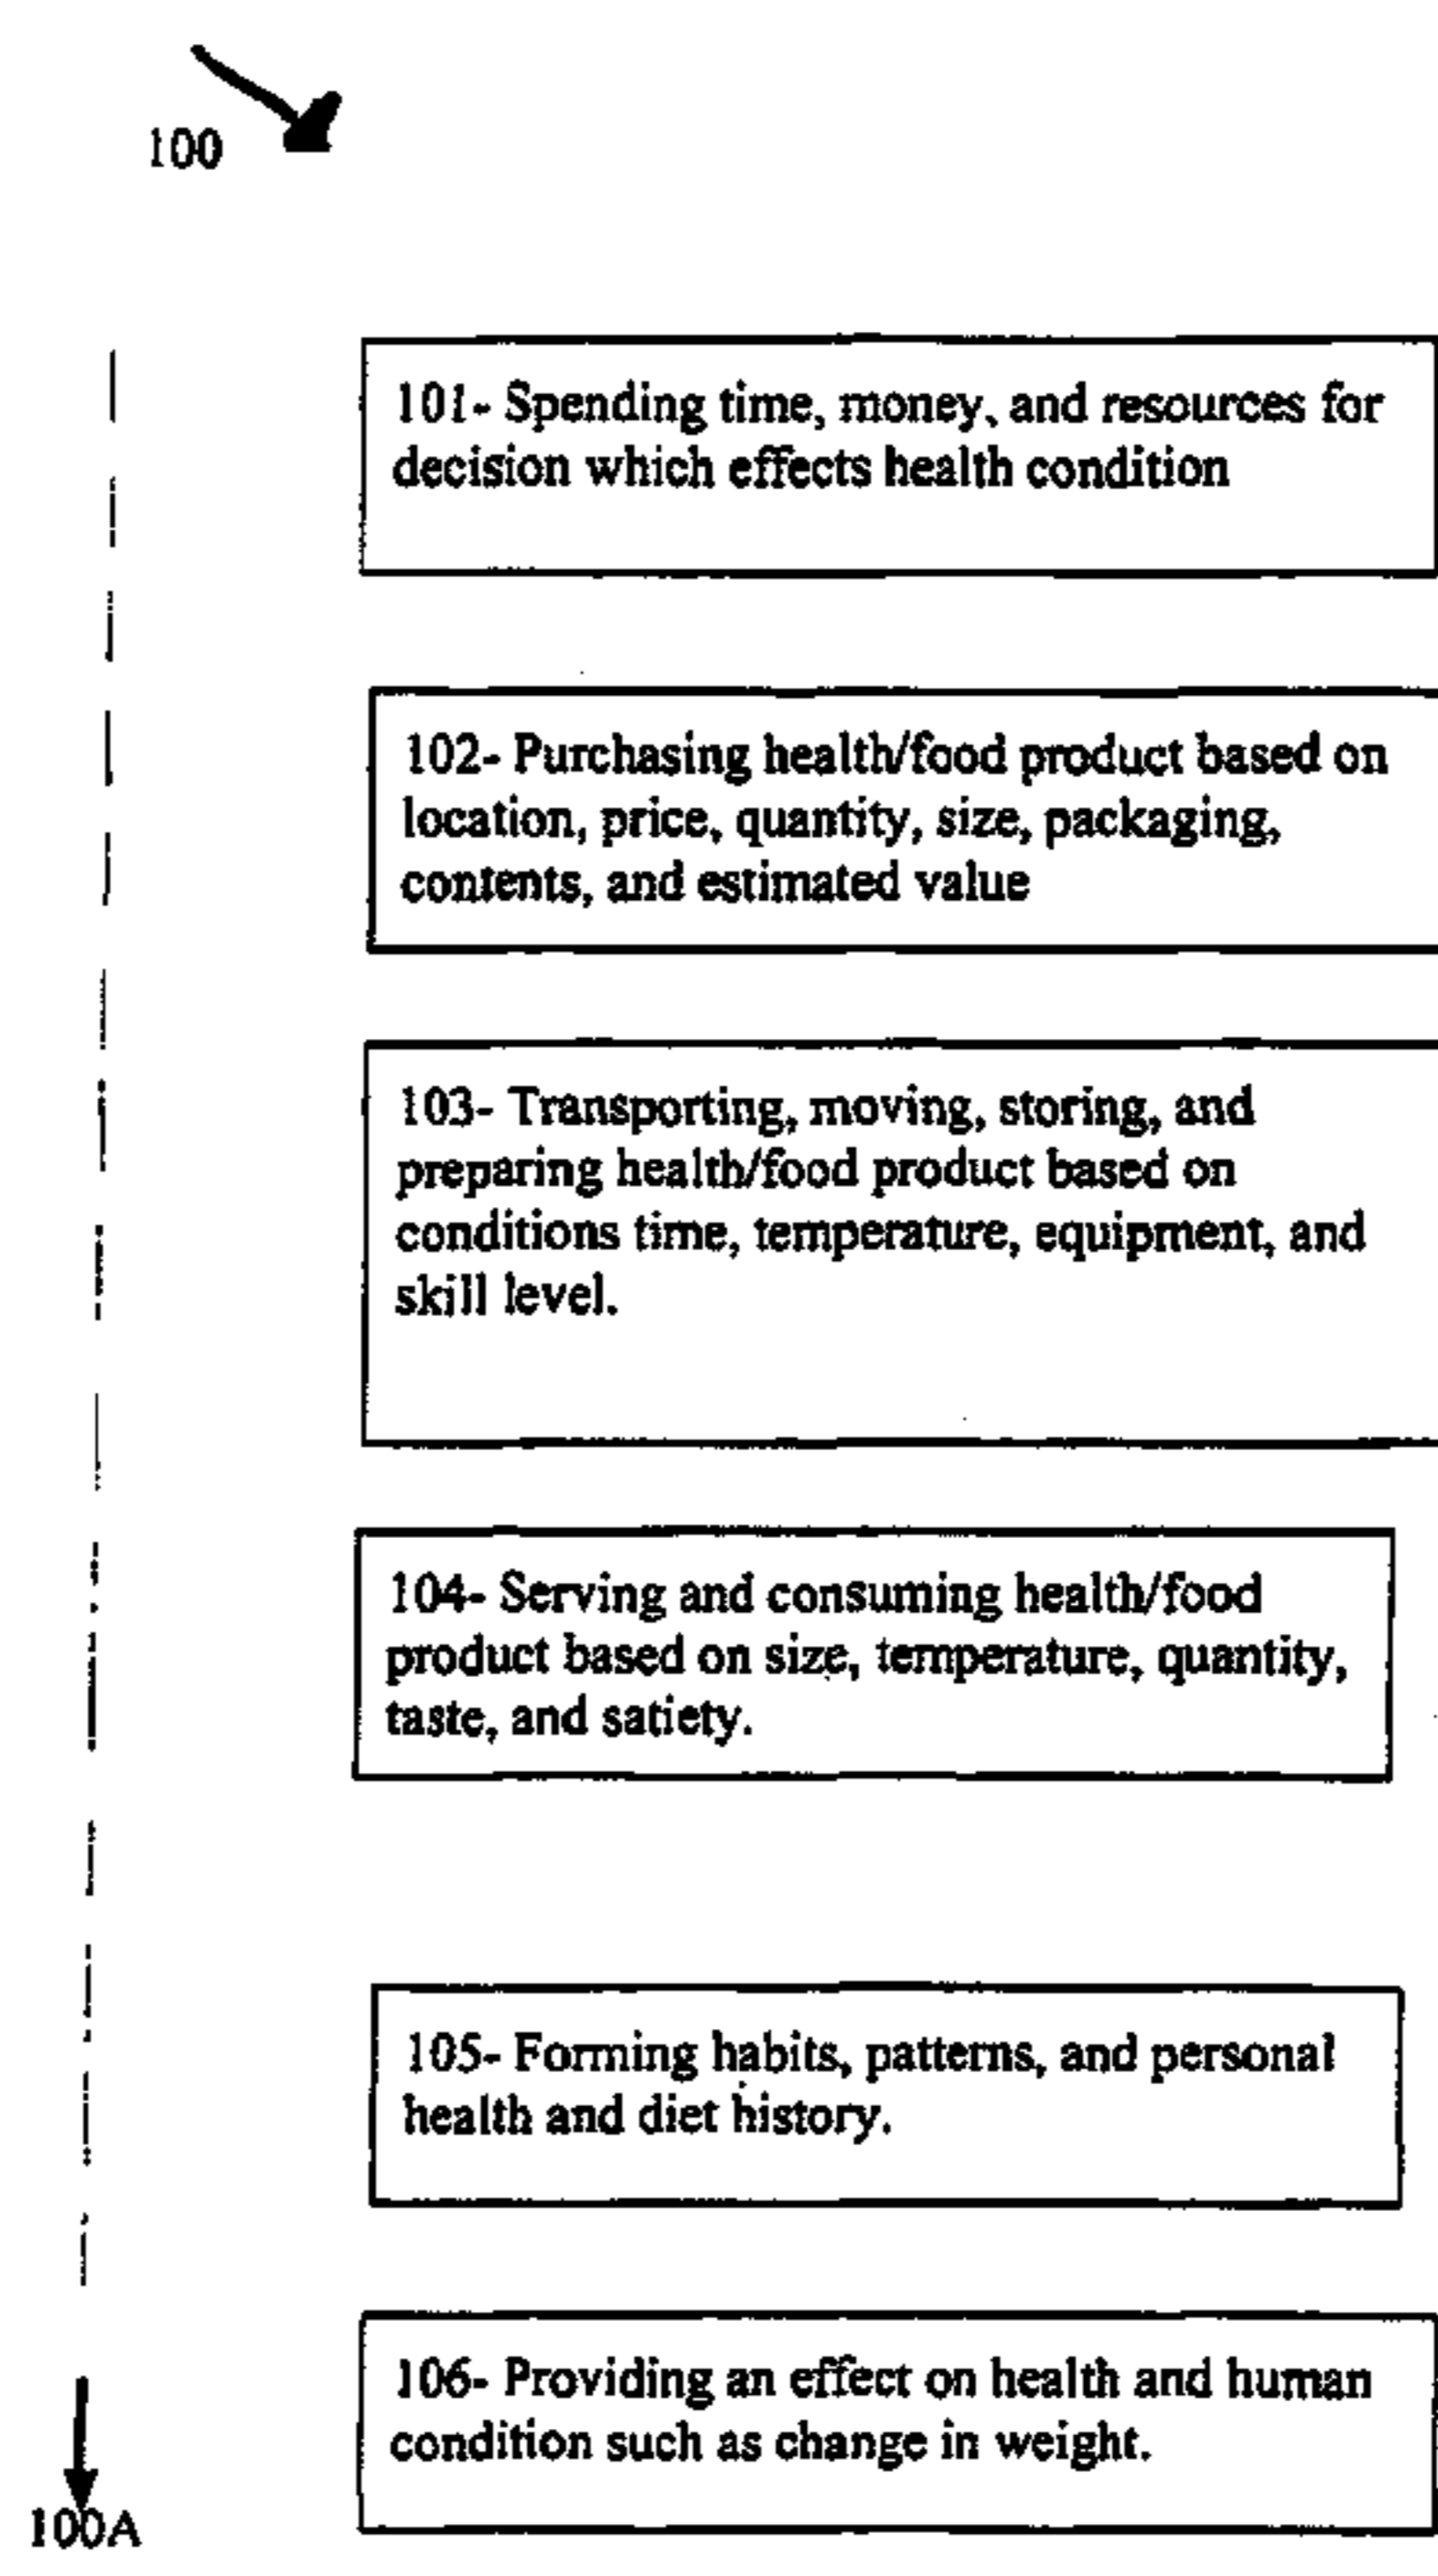 100
101- Spending time, money, and resources for
decision which effects health condition
102- Purchasing health/food product based on
location, price, quantity, size, packaging,
contents, and estimated value
103- Transporting, moving, storing, and
preparing health/food product based on
conditions time, temperature, equipment, and
skill level.
104- Serving and consuming health/food
product based on size, temperature, quantity,
taste, and satiety.
105- Forming habits, patterns, and personal
health and diet history.
106- Providing an effect on health and human
condition such as change in weight.
100A